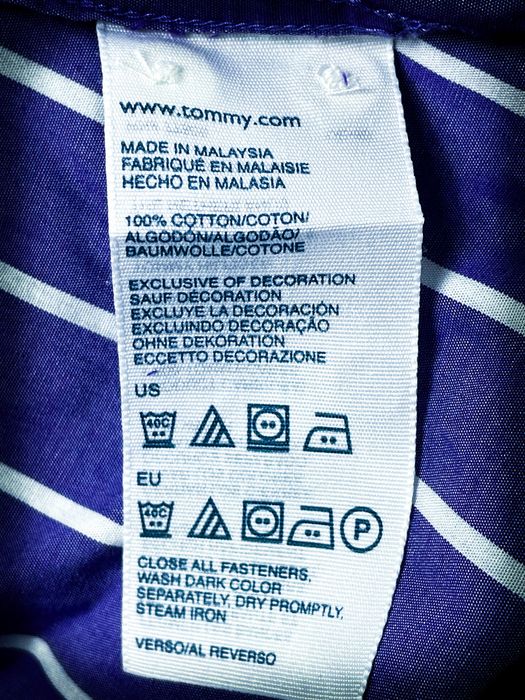 www.tommy.com
MADE IN MALAYSIA
FABRIQUÉ EN MALAISIE
HECHO EN MALASIA
100% COTTON/COTON/
ALGODÓN/ALGODÃO/
BAUMWOLLE/COTONE
EXCLUSIVE OF DECORATION
SAUF DÉCORATION
EXCLUYE LA DECORACIÓN
EXCLUINDO DECORAÇÃO
OHNE DEKORATION
ECCETTO DECORAZIONE
US
40C
EU
40C P
CLOSE ALL FASTENERS,
WASH DARK COLOR
SEPARATELY, DRY PROMPTLY,
STEAM IRON
VERSO/AL REVERSO